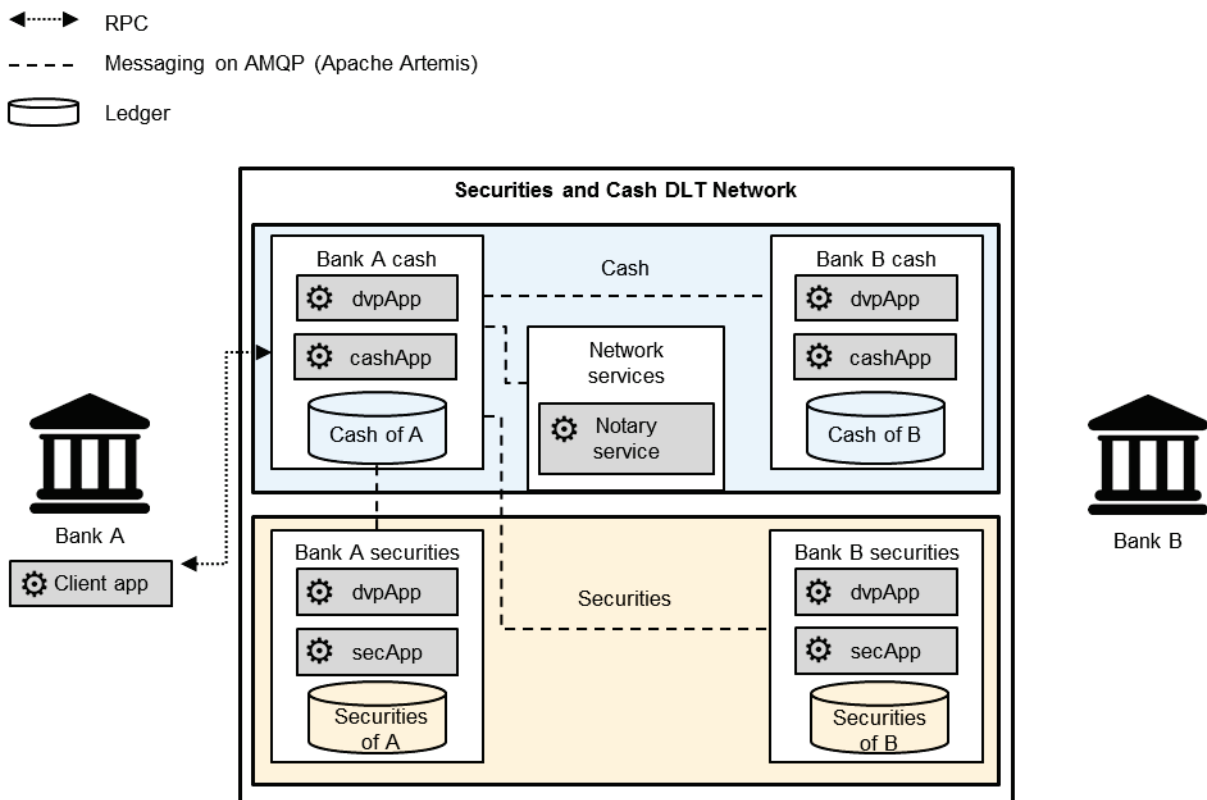 RPC
Messaging on AMQP (Apache Artemis)
Ledger
Securities and Cash DLT Network
Bank A cash
dvpApp
cashApp
Cash of A
Cash
Network
services
Notary
service
Bank B cash
dvpApp
cashApp
Cash of B
Bank A
Client app
Bank B
Bank A securities
dvpApp
secApp
Securities
of A
Securities
Bank B securities
dvpApp
secApp
Securities
of B